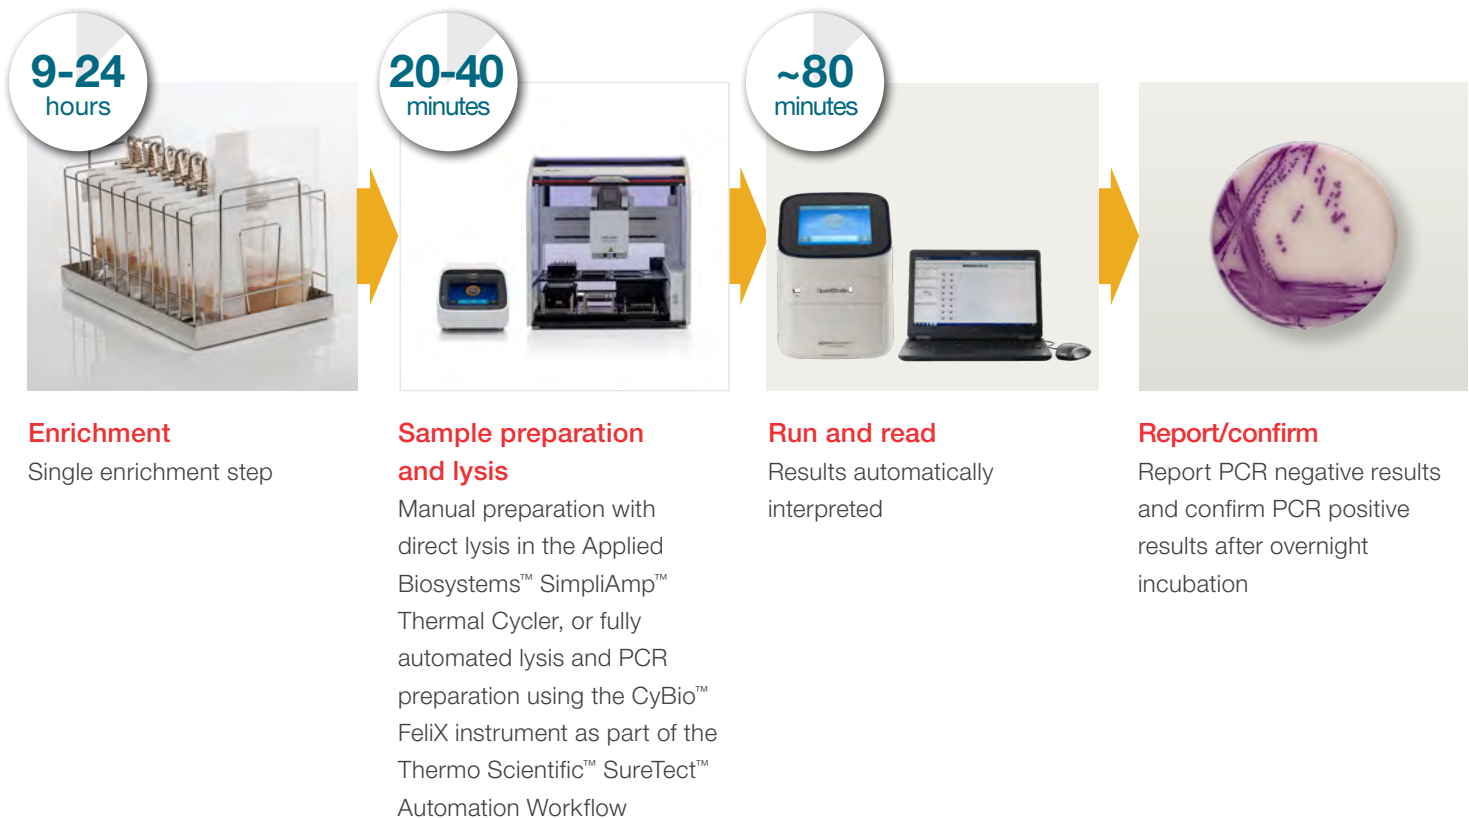 9-24
hours
20-40
minutes
~80
minutes
Enrichment
Single enrichment step
Sample preparation
and lysis
Manual preparation with
direct lysis in the Applied
Biosystems™ SimpliAmp™
Thermal Cycler, or fully
automated lysis and PCR
preparation using the CyBio™
FeliX instrument as part of the
Thermo Scientific™ SureTect™
Automation Workflow
Run and read
Results automatically
interpreted
Report/confirm
Report PCR negative results
and confirm PCR positive
results after overnight
incubation